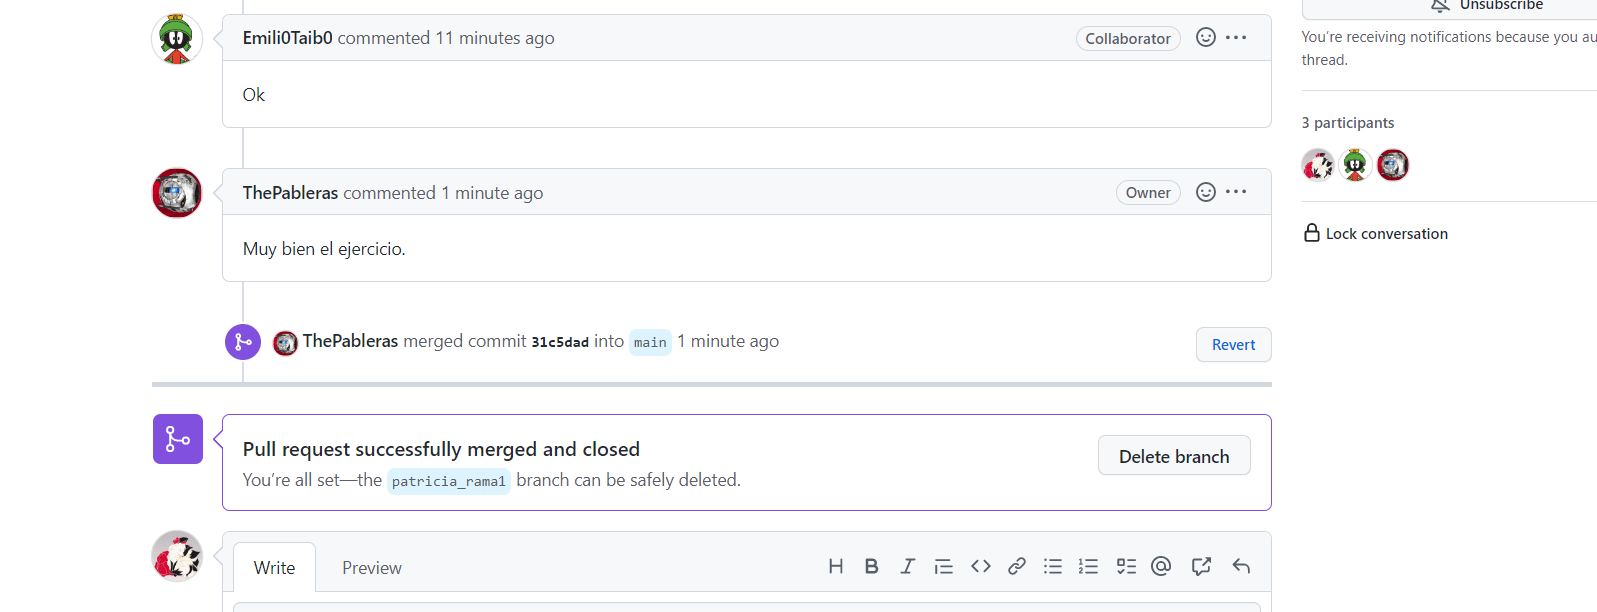 Unsubscribe
Emili0Taib0 commented 11 minutes ago
Collaborator
You're receiving notifications because you au
thread.
Ok
3 participants
ThePableras commented 1 minute ago
Owner
Lock conversation
Muy bien el ejercicio.
ThePableras merged commit 31c5dad into main 1 minute ago
Revert
Pull request successfully merged and closed
You're all set—the patricia_rama1 branch can be safely deleted.
Delete branch
Write
Preview